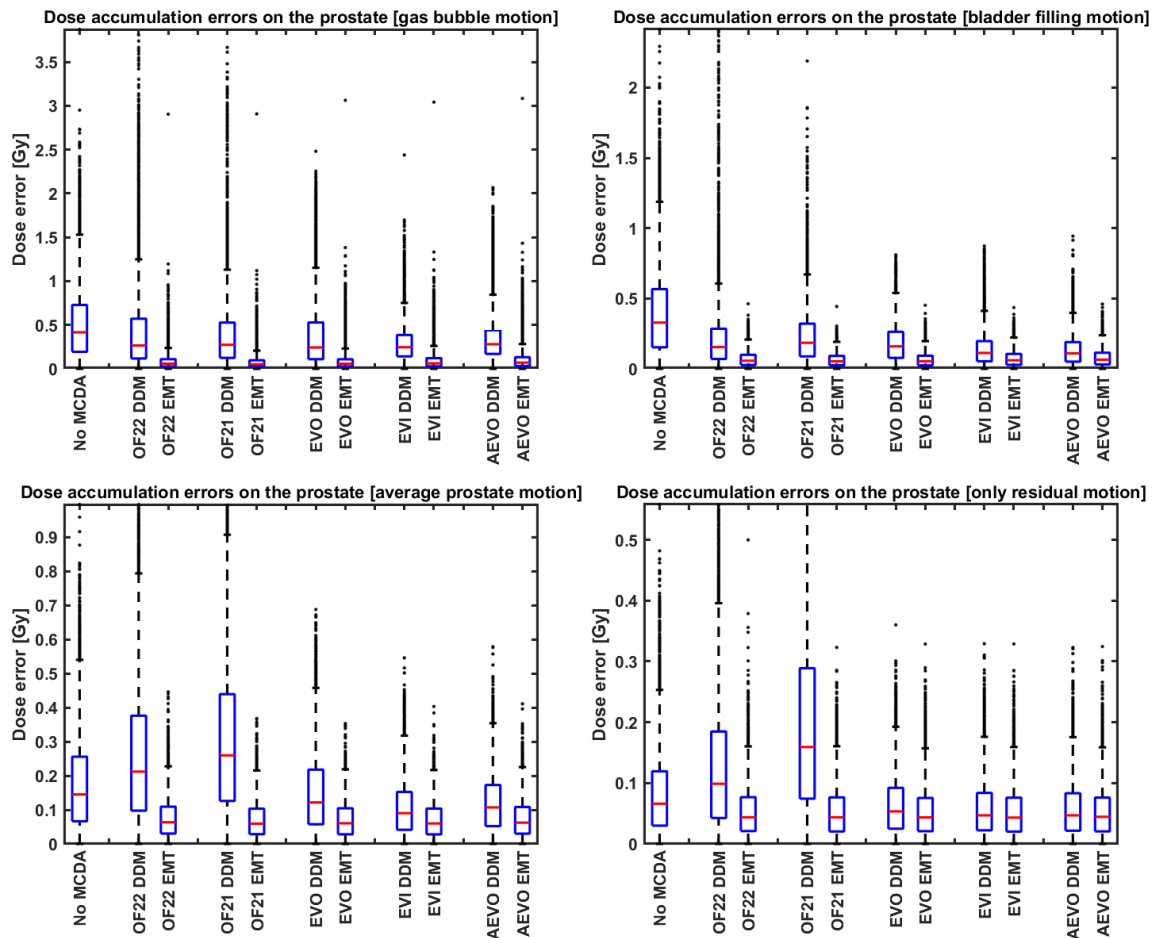 Dose accumulation errors on the prostate [gas bubble motion]
Dose error [Gy]
3.5
3
2.5
2
1.5
1
0.5
0
No MCDA
OF22 DDM
OF22 EMT
OF21 DDM
OF21 EMT
EVO DDM
EVO EMT
EVI DDM
EVI EMT
AEVO DDM
AEVO EMT
Dose accumulation errors on the prostate [bladder filling motion]
Dose error [Gy]
2
1.5
1
0.5
0
No MCDA
OF22 DDM
OF22 EMT
OF21 DDM
OF21 EMT
EVO DDM
EVO EMT
EVI DDM
EVI EMT
AEVO DDM
AEVO EMT
Dose accumulation errors on the prostate [average prostate motion]
Dose error [Gy]
0.9
0.8
0.7
0.6
0.5
0.4
0.3
0.2
0.1
0
No MCDA
OF22 DDM
OF22 EMT
OF21 DDM
OF21 EMT
EVO DDM
EVO EMT
EVI DDM
EVI EMT
AEVO DDM
AEVO EMT
Dose accumulation errors on the prostate [only residual motion]
Dose error [Gy]
0.5
0.4
0.3
0.2
0.1
0
No MCDA
OF22 DDM
OF22 EMT
OF21 DDM
OF21 EMT
EVO DDM
EVO EMT
EVI DDM
EVI EMT
AEVO DDM
AEVO EMT